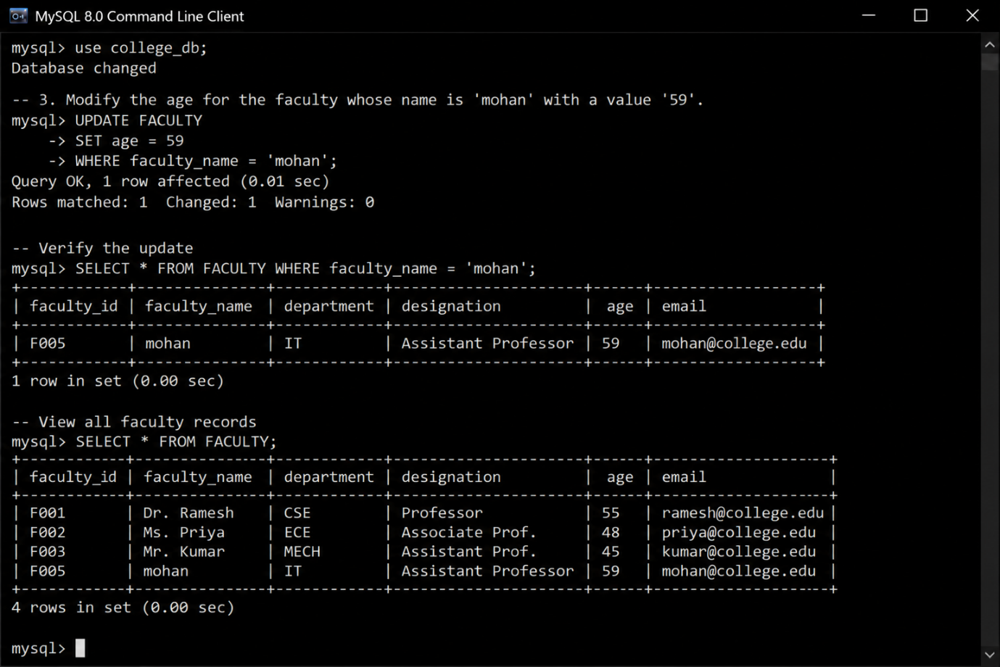 MySQL 8.0 Command Line Client
mysql> use college_db;
Database changed
-- 3. Modify the age for the faculty whose name is 'mohan' with a value '59'.
mysql> UPDATE FACULTY
    -> SET age = 59
    -> WHERE faculty_name = 'mohan';
Query OK, 1 row affected (0.01 sec)
Rows matched: 1  Changed: 1  Warnings: 0
-- Verify the update
mysql> SELECT * FROM FACULTY WHERE faculty_name = 'mohan';
+------------+--------------+------------+---------------------+------+------------------+
| faculty_id | faculty_name | department | designation         | age | email            |
+------------+--------------+------------+---------------------+------+------------------+
| F005       | mohan        | IT         | Assistant Professor | 59   | mohan@college.edu |
+------------+--------------+------------+---------------------+------+------------------+
1 row in set (0.00 sec)
-- View all faculty records
mysql> SELECT * FROM FACULTY;
+------------+--------------+------------+---------------------+------+-------------------+
| faculty_id | faculty_name | department | designation         | age | email              |
+------------+--------------+------------+---------------------+------+-------------------+
| F001       | Dr. Ramesh   | CSE        | Professor           | 55   | ramesh@college.edu |
| F002       | Ms. Priya    | ECE        | Associate Prof.     | 48   | priya@college.edu  |
| F003       | Mr. Kumar    | MECH       | Assistant Prof.     | 45   | kumar@college.edu  |
| F005       | mohan        | IT         | Assistant Professor | 59   | mohan@college.edu  |
+------------+--------------+------------+---------------------+------+-------------------+
4 rows in set (0.00 sec)
mysql>